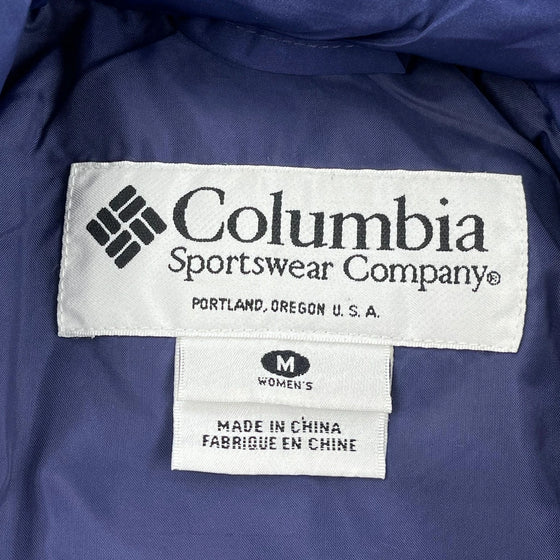 Columbia
Sportswear Company®
PORTLAND, OREGON U. S. A.
M
WOMEN'S
MADE IN CHINA
FABRIQUE EN CHINE